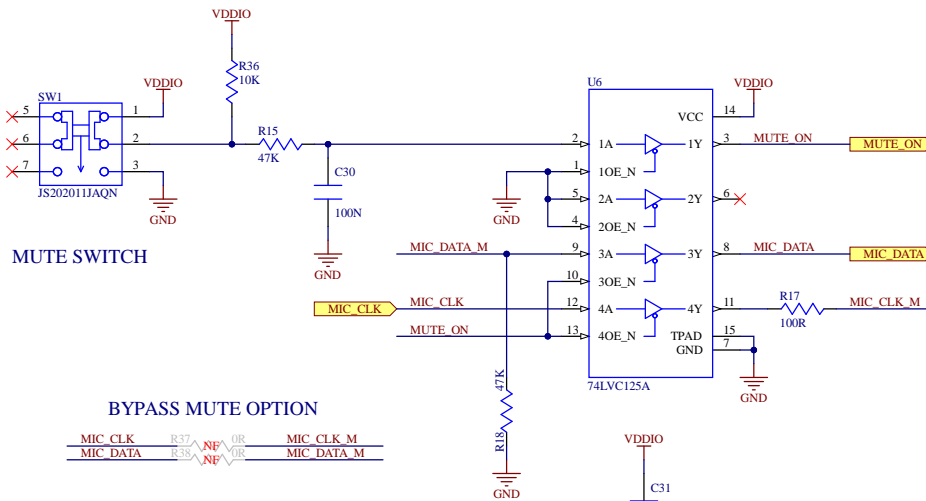 VDDIO
R36
10K
VDDIO
SW1
5
6
7
1
2
3
JS202011JAQN
GND
R15
47K
C30
100N
GND
MUTE SWITCH
U6
VDDIO
2 1A 1Y 3 MUTE_ON MUTE_ON
VCC 14
1 1OE_N
GND
5 2A 2Y 6
4 2OE_N
MIC_DATA_M 9 3A 3Y 8 MIC_DATA MIC_DATA
10 3OE_N
MIC_CLK MIC_CLK 12 4A 4Y 11 R17 MIC_CLK_M
100R
MUTE_ON 13 4OE_N
TPAD 15
GND 7
GND
74LVC125A
47K
R18
GND
BYPASS MUTE OPTION
MIC_CLK R37 NF 0R MIC_CLK_M
MIC_DATA R38 NF 0R MIC_DATA_M
VDDIO
C31